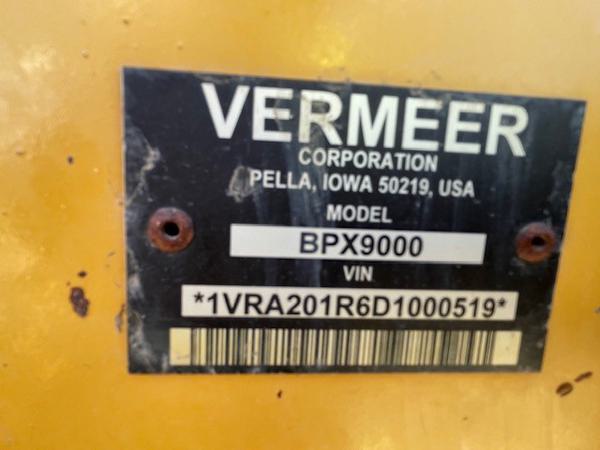 VERMEER
CORPORATION
PELLA, IOWA 50219, USA
MODEL
BPX9000
VIN
*1VRA201R6D1000519*